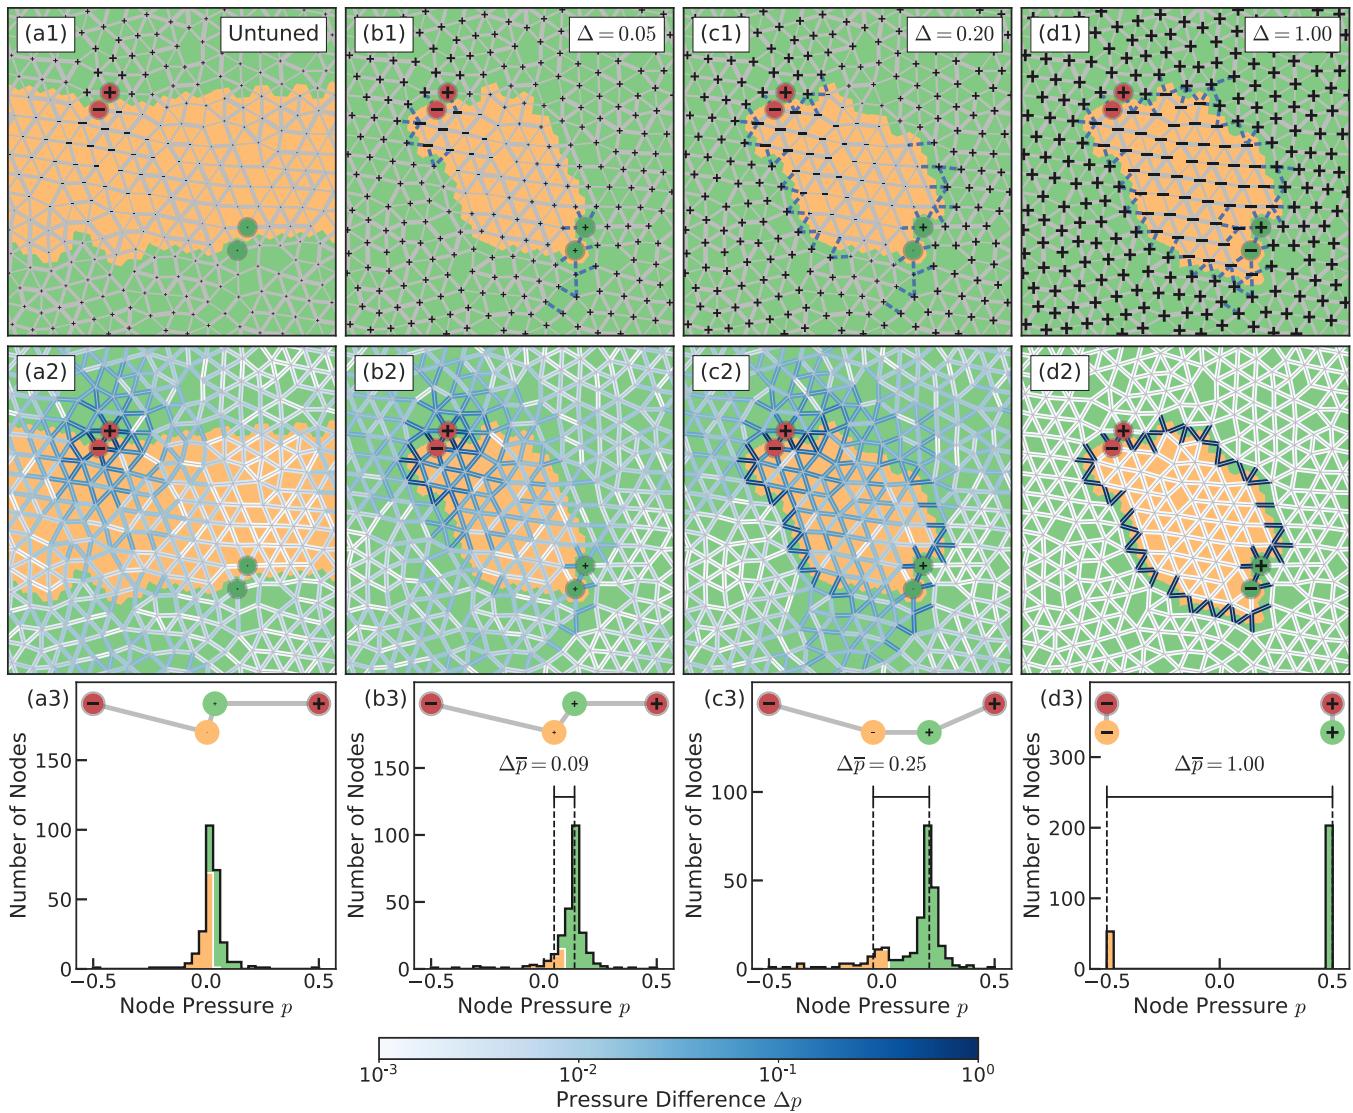 (a1) Untuned (b1) Δ = 0.05 (c1) Δ = 0.20 (d1) Δ = 1.00
(a2) (b2) (c2) (d2)
(a3) (b3) (c3) (d3)
Δp̅ = 0.09 Δp̅ = 0.25 Δp̅ = 1.00
Number of Nodes
150
100
50
0
−0.5 0.0 0.5
Node Pressure p
Number of Nodes
150
100
50
0
−0.5 0.0 0.5
Node Pressure p
Number of Nodes
100
50
0
−0.5 0.0 0.5
Node Pressure p
Number of Nodes
300
200
100
0
−0.5 0.0 0.5
Node Pressure p
10⁻³ 10⁻² 10⁻¹ 10⁰
Pressure Difference Δp